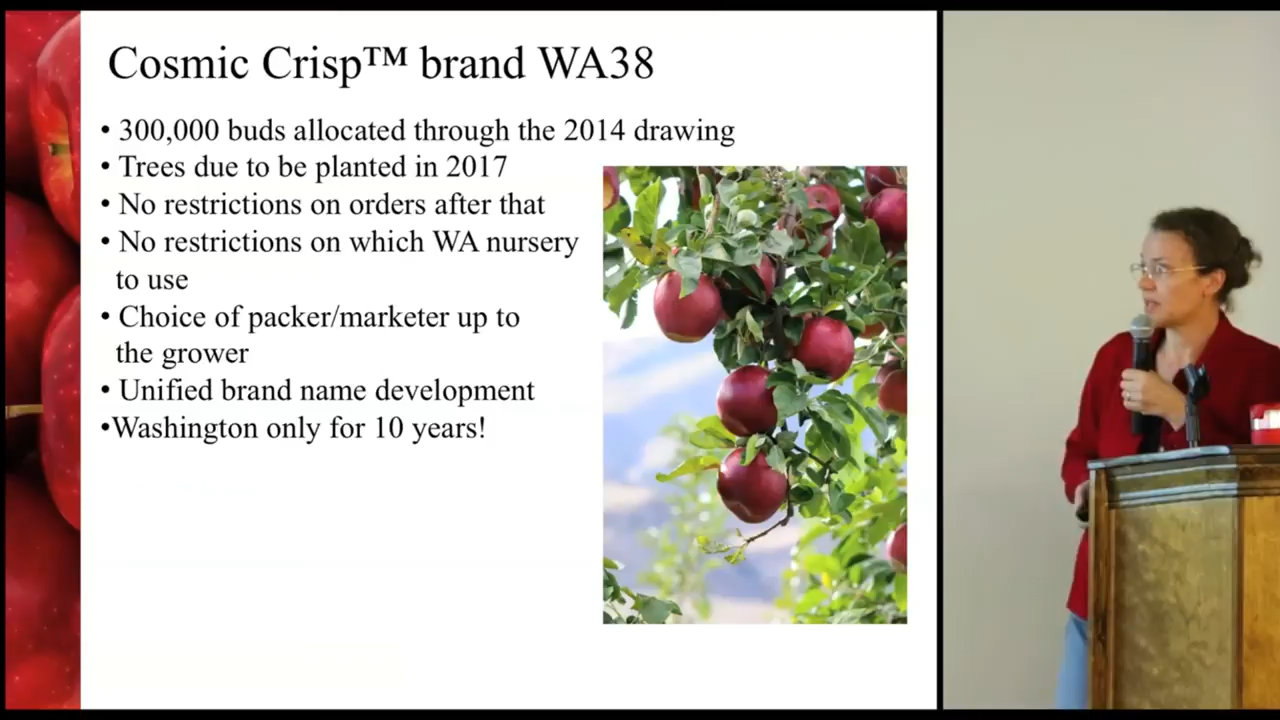 Cosmic Crisp™ brand WA38
• 300,000 buds allocated through the 2014 drawing
• Trees due to be planted in 2017
• No restrictions on orders after that
• No restrictions on which WA nursery
to use
• Choice of packer/marketer up to
the grower
• Unified brand name development
•Washington only for 10 years!